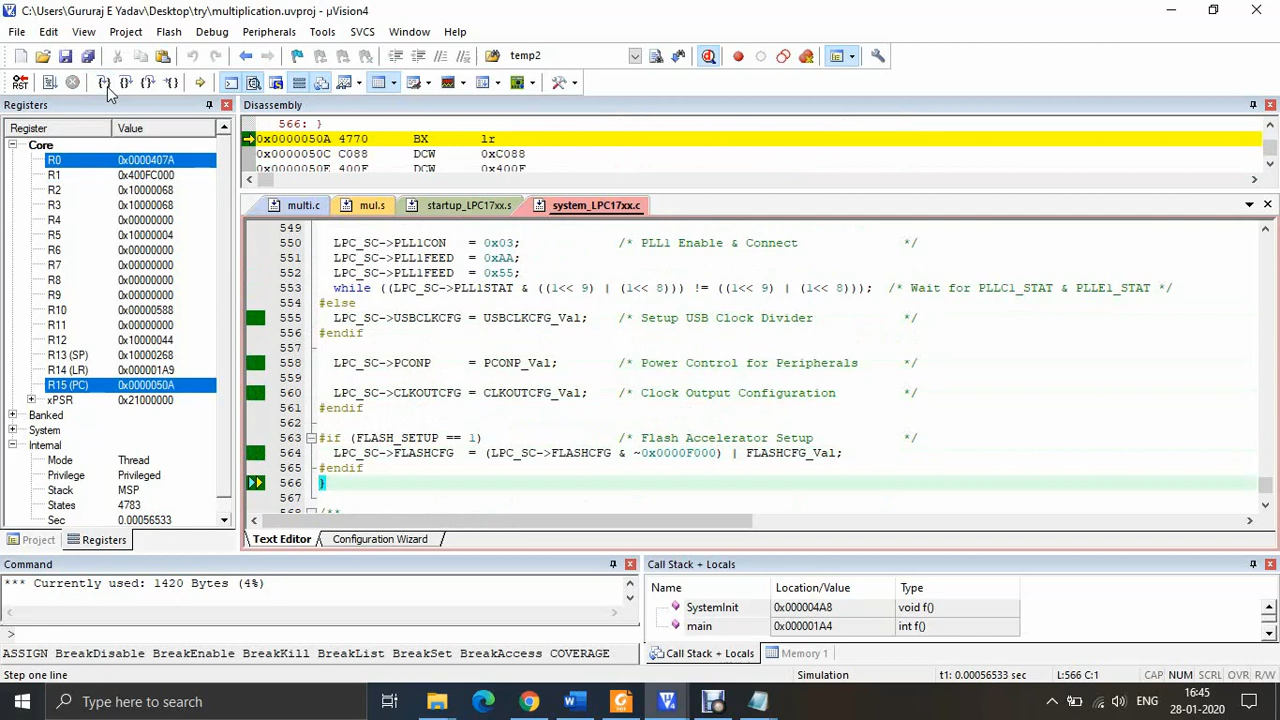 C:\Users\Gururaj E Yadav\Desktop\try\multiplication.uvproj - µVision4
File Edit View Project Flash Debug Peripherals Tools SVCS Window Help
temp2
RST
Registers
Register Value
Core
R0 0x0000407A
R1 0x400FC000
R2 0x10000068
R3 0x10000068
R4 0x00000000
R5 0x10000004
R6 0x00000000
R7 0x00000000
R8 0x00000000
R9 0x00000000
R10 0x00000588
R11 0x00000000
R12 0x10000044
R13 (SP) 0x10000268
R14 (LR) 0x000001A9
R15 (PC) 0x0000050A
xPSR 0x21000000
Banked
System
Internal
Mode Thread
Privilege Privileged
Stack MSP
States 4783
Sec 0.00056533
Project Registers
Disassembly
566: }
0x0000050A 4770 BX lr
0x0000050C C088 DCW 0xC088
0x0000050E 400F DCW 0x400F
multi.c mul.s startup_LPC17xx.s system_LPC17xx.c
549
550 LPC_SC->PLL1CON = 0x03; /* PLL1 Enable & Connect */
551 LPC_SC->PLL1FEED = 0xAA;
552 LPC_SC->PLL1FEED = 0x55;
553 while ((LPC_SC->PLL1STAT & ((1<< 9) | (1<< 8))) != ((1<< 9) | (1<< 8))); /* Wait for PLLC1_STAT & PLLE1_STAT */
554 #else
555 LPC_SC->USBCLKCFG = USBCLKCFG_Val; /* Setup USB Clock Divider */
556 #endif
557
558 LPC_SC->PCONP = PCONP_Val; /* Power Control for Peripherals */
559
560 LPC_SC->CLKOUTCFG = CLKOUTCFG_Val; /* Clock Output Configuration */
561 #endif
562
563 #if (FLASH_SETUP == 1) /* Flash Accelerator Setup */
564 LPC_SC->FLASHCFG = (LPC_SC->FLASHCFG & ~0x0000F000) | FLASHCFG_Val;
565 #endif
566 }
567
568 /**
Text Editor Configuration Wizard
Command
*** Currently used: 1420 Bytes (4%)
>
ASSIGN BreakDisable BreakEnable BreakKill BreakList BreakSet BreakAccess COVERAGE
Call Stack + Locals
Name Location/Value Type
SystemInit 0x000004A8 void f()
main 0x000001A4 int f()
Call Stack + Locals Memory 1
Step one line Simulation t1: 0.00056533 sec L:566 C:1 CAP NUM SCRL OVR R/W
Type here to search
ENG
16:45
28-01-2020